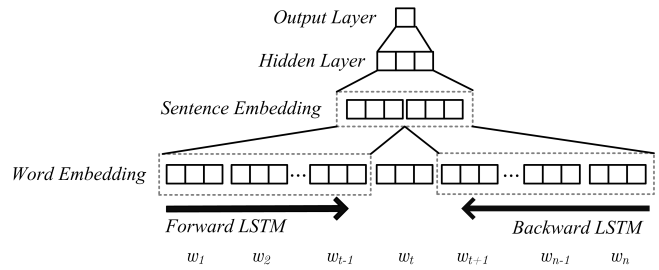 Output Layer
Hidden Layer
Sentence Embedding
Word Embedding
... ...
Forward LSTM Backward LSTM
w1 w2 wt-1 wt wt+1 wn-1 wn